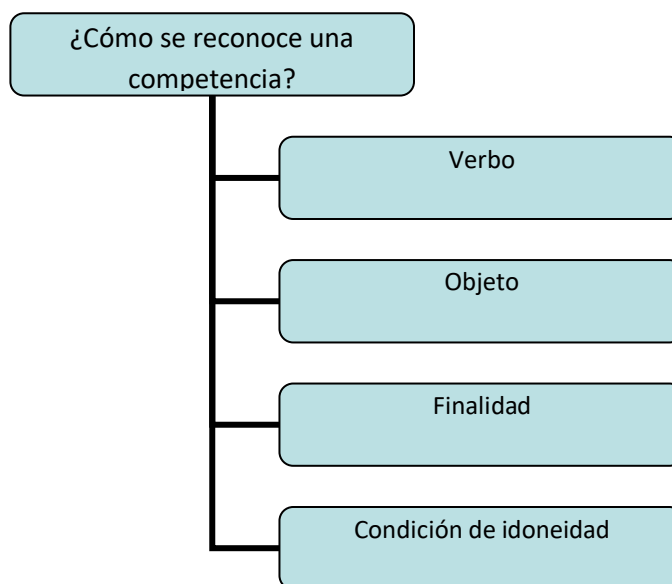 ¿Cómo se reconoce una
competencia?
Verbo
Objeto
Finalidad
Condición de idoneidad